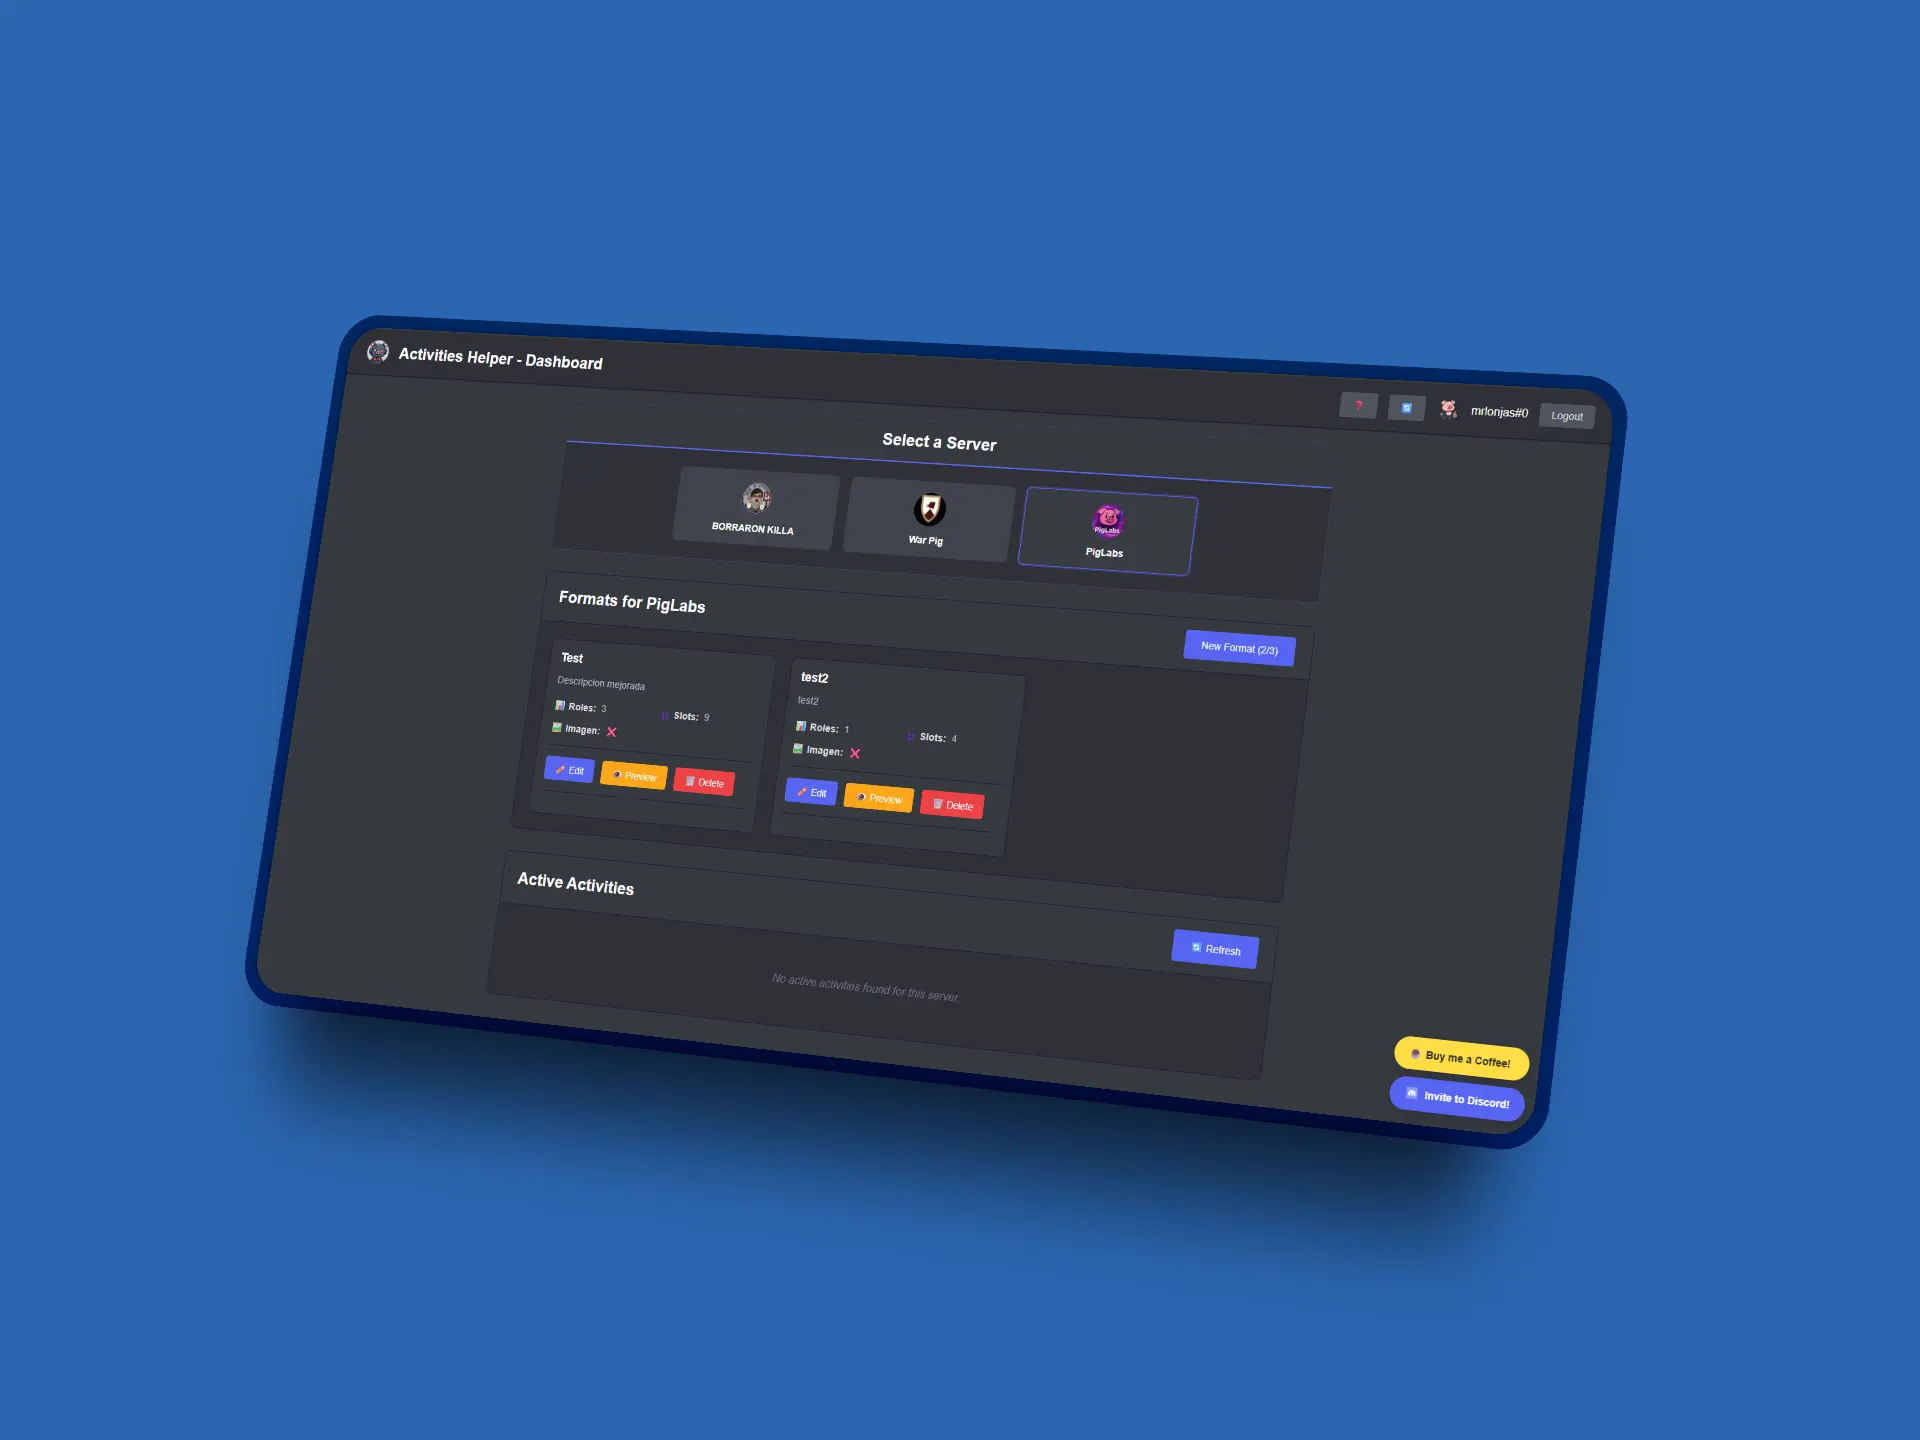 Activities Helper - Dashboard
mrlonjas#0
Logout
Select a Server
BORRARON KILLA
War Pig
PigLabs
PigLabs
Formats for PigLabs
New Format (2/3)
Test
Descripcion mejorada
Roles: 3
Slots: 9
Imagen:
Edit
Preview
Delete
test2
test2
Roles: 1
Slots: 4
Imagen:
Edit
Preview
Delete
Active Activities
Refresh
No active activities found for this server.
Buy me a Coffee!
Invite to Discord!